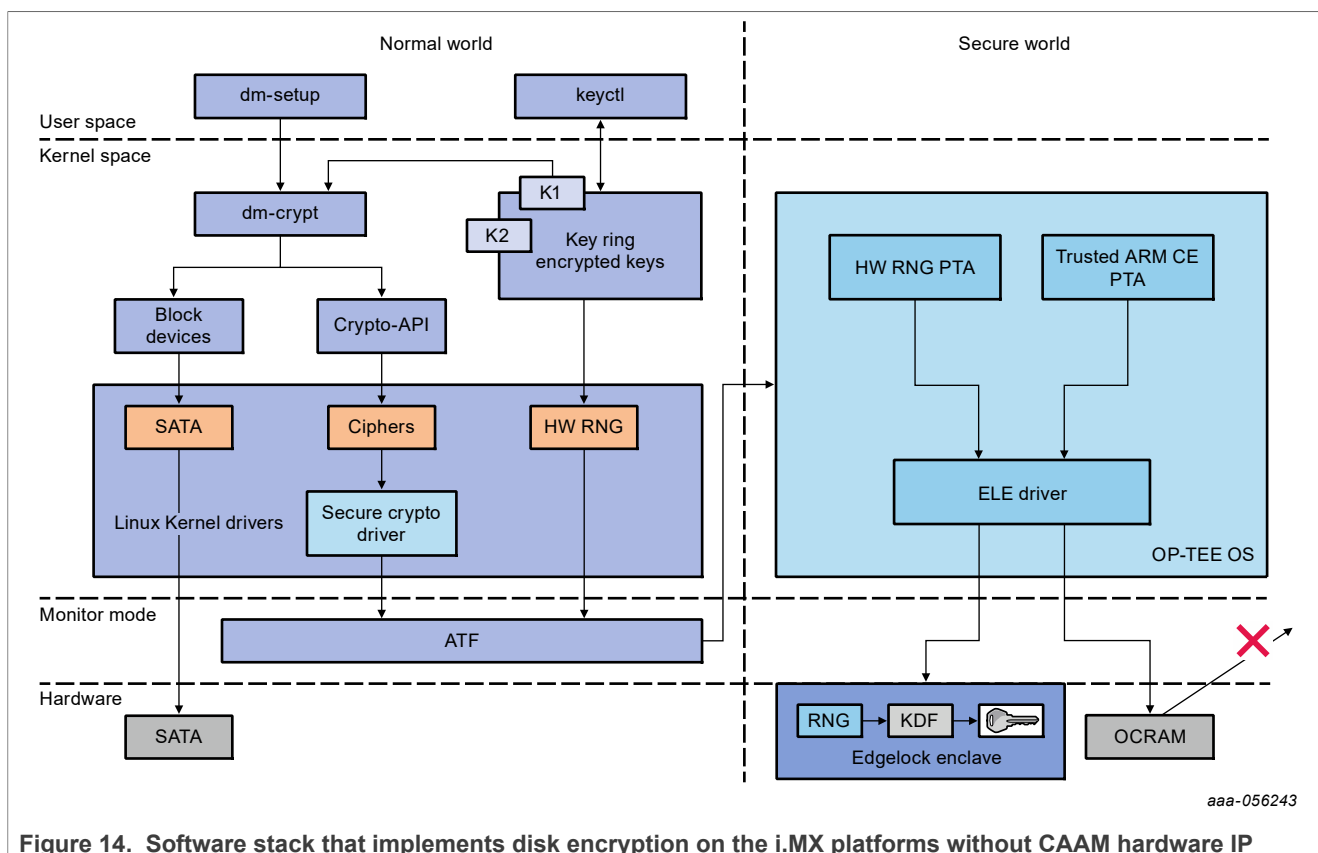 Normal world
Secure world
dm-setup
keyctl
User space
Kernel space
K1
dm-crypt
K2
Key ring
encrypted keys
HW RNG PTA
Trusted ARM CE
PTA
Block
devices
Crypto-API
SATA
Ciphers
HW RNG
ELE driver
Linux Kernel drivers
Secure crypto
driver
OP-TEE OS
Monitor mode
ATF
Hardware
SATA
RNG
KDF
OCRAM
Edgelock enclave
aaa-056243
Figure 14. Software stack that implements disk encryption on the i.MX platforms without CAAM hardware IP